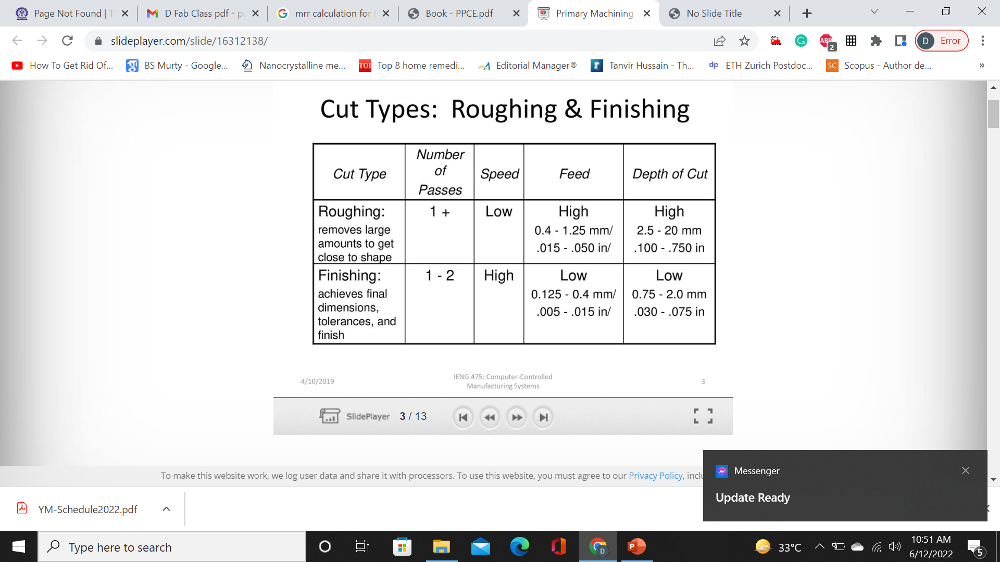 Page Not Found | T
D Fab Class pdf - pu
mrr calculation for
Book - PPCE.pdf
Primary Machining
No Slide Title
slideplayer.com/slide/16312138/
ABP
2
D
Error
How To Get Rid Of...
BS Murty - Google...
Nanocrystalline me...
TOI
Top 8 home remedi...
Editorial Manager®
Tanvir Hussain - Th...
dp
ETH Zurich Postdoc...
SC
Scopus - Author de...
»
Cut Types: Roughing & Finishing
Cut Type
Number
of
Passes
Speed
Feed
Depth of Cut
Roughing:
removes large
amounts to get
close to shape
1 +
Low
High
0.4 - 1.25 mm/
.015 - .050 in/
High
2.5 - 20 mm
.100 - .750 in
Finishing:
achieves final
dimensions,
tolerances, and
finish
1 - 2
High
Low
0.125 - 0.4 mm/
.005 - .015 in/
Low
0.75 - 2.0 mm
.030 - .075 in
4/10/2019
IENG 475: Computer-Controlled
Manufacturing Systems
3
SlidePlayer
3 / 13
To make this website work, we log user data and share it with processors. To use this website, you must agree to our Privacy Policy,
Messenger
Update Ready
YM-Schedule2022.pdf
Type here to search
D
P
33°C
10:51 AM
6/12/2022
5